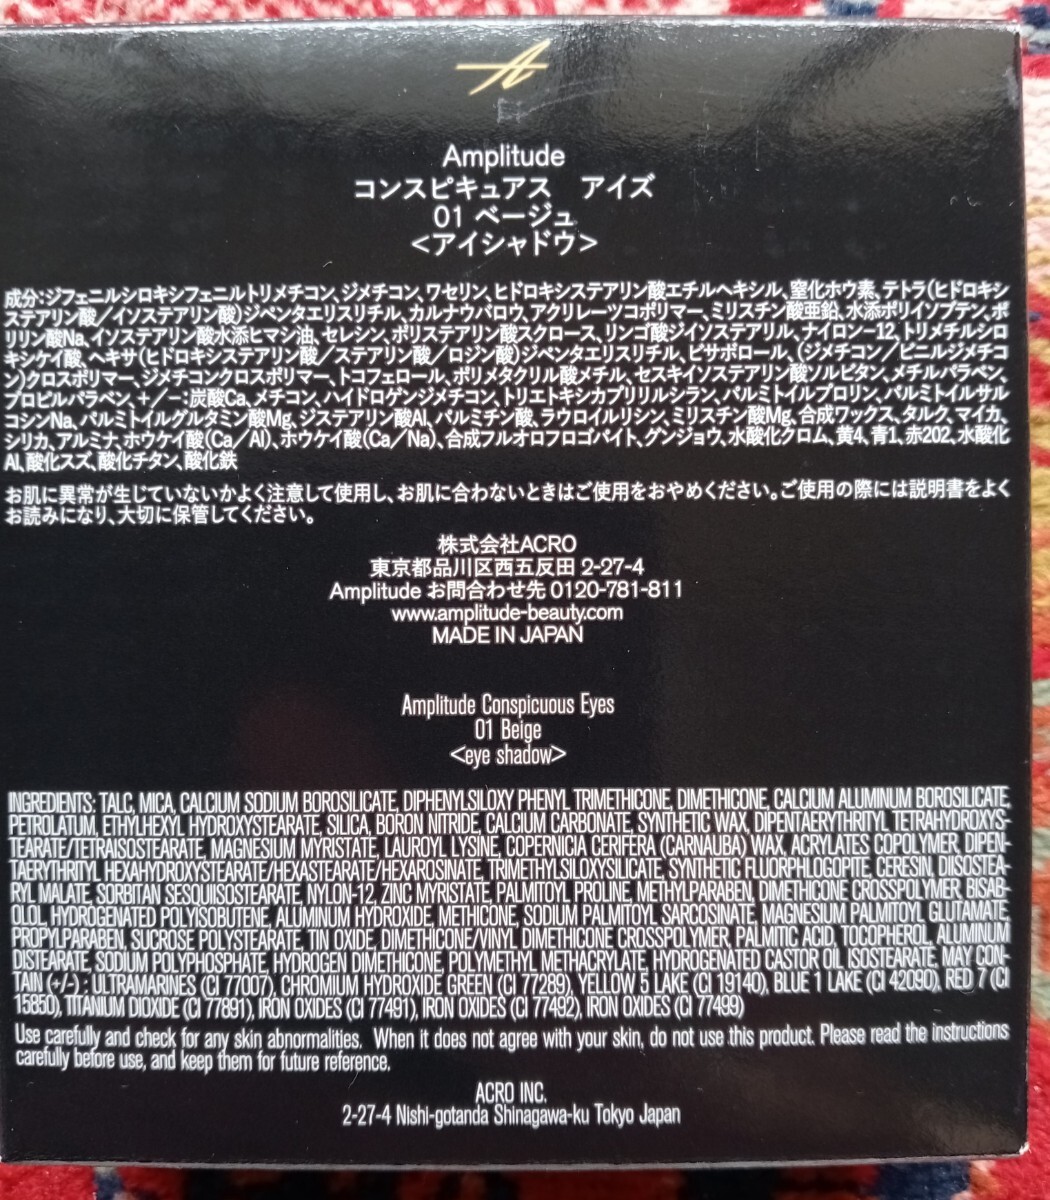 Amplitude
コンスピキュアス　アイズ
01 ベージュ
<アイシャドウ>
成分:ジフェニルシロキシフェニルトリメチコン、ジメチコン、ワセリン、ヒドロキシステアリン酸エチルヘキシル、窒化ホウ素、テトラ(ヒドロキシ
ステアリン酸／イソステアリン酸)ジペンタエリスリチル、カルナウバロウ、アクリレーツコポリマー、ミリスチン酸亜鉛、水添ポリイソブテン、ポ
リリン酸Na、イソステアリン酸水添ヒマシ油、セレシン、ポリステアリン酸スクロース、リンゴ酸ジイソステアリル、ナイロン-12、トリメチルシロ
キシケイ酸、ヘキサ(ヒドロキシステアリン酸／ステアリン酸／ロジン酸)ジペンタエリスリチル、ビサボロール、(ジメチコン／ビニルジメチコ
ン)クロスポリマー、ジメチコンクロスポリマー、トコフェロール、ポリメタクリル酸メチル、セスキイソステアリン酸ソルビタン、メチルパラベン、
プロピルパラベン、+/-:炭酸Ca、メチコン、ハイドロゲンジメチコン、トリエトキシカプリリルシラン、パルミトイルプロリン、パルミトイルサル
コシンNa、パルミトイルグルタミン酸Mg、ジステアリン酸Al、パルミチン酸、ラウロイルリシン、ミリスチン酸Mg、合成ワックス、タルク、マイカ、
シリカ、アルミナ、ホウケイ酸(Ca／Al)、ホウケイ酸(Ca／Na)、合成フルオロフロゴパイト、グンジョウ、水酸化クロム、黄4、青1、赤202、水酸化
Al、酸化スズ、酸化チタン、酸化鉄
お肌に異常が生じていないかよく注意して使用し、お肌に合わないときはご使用をおやめください。ご使用の際には説明書をよく
お読みになり、大切に保管してください。
株式会社ACRO
東京都品川区西五反田 2-27-4
Amplitude お問合わせ先 0120-781-811
www.amplitude-beauty.com
MADE IN JAPAN
Amplitude Conspicuous Eyes
01 Beige
<eye shadow>
INGREDIENTS: TALC, MICA, CALCIUM SODIUM BOROSILICATE, DIPHENYLSILOXY PHENYL TRIMETHICONE, DIMETHICONE, CALCIUM ALUMINUM BOROSILICATE,
PETROLATUM, ETHYLHEXYL HYDROXYSTEARATE, SILICA, BORON NITRIDE, CALCIUM CARBONATE, SYNTHETIC WAX, DIPENTAERYTHRITYL TETRAHYDROXYS-
TEARATE/TETRAISOSTEARATE, MAGNESIUM MYRISTATE, LAUROYL LYSINE, COPERNICIA CERIFERA (CARNAUBA) WAX, ACRYLATES COPOLYMER, DIPEN-
TAERYTHRITYL HEXAHYDROXYSTEARATE/HEXASTEARATE/HEXAROSINATE, TRIMETHYLSILOXYSILICATE, SYNTHETIC FLUORPHLOGOPITE, CERESIN, DIISOSTEA-
RYL MALATE, SORBITAN SESQUIISOSTEARATE, NYLON-12, ZINC MYRISTATE, PALMITOYL PROLINE, METHYLPARABEN, DIMETHICONE CROSSPOLYMER, BISAB-
OLOL, HYDROGENATED POLYISOBUTENE, ALUMINUM HYDROXIDE, METHICONE, SODIUM PALMITOYL SARCOSINATE, MAGNESIUM PALMITOYL GLUTAMATE,
PROPYLPARABEN, SUCROSE POLYSTEARATE, TIN OXIDE, DIMETHICONE/VINYL DIMETHICONE CROSSPOLYMER, PALMITIC ACID, TOCOPHEROL, ALUMINUM
DISTEARATE, SODIUM POLYPHOSPHATE, HYDROGEN DIMETHICONE, POLYMETHYL METHACRYLATE, HYDROGENATED CASTOR OIL ISOSTEARATE, MAY CON-
TAIN (+/-) : ULTRAMARINES (CI 77007), CHROMIUM HYDROXIDE GREEN (CI 77289), YELLOW 5 LAKE (CI 19140), BLUE 1 LAKE (CI 42090), RED 7 (CI
15850), TITANIUM DIOXIDE (CI 77891), IRON OXIDES (CI 77491), IRON OXIDES (CI 77492), IRON OXIDES (CI 77499)
Use carefully and check for any skin abnormalities. When it does not agree with your skin, do not use this product. Please read the instructions
carefully before use, and keep them for future reference.
ACRO INC.
2-27-4 Nishi-gotanda Shinagawa-ku Tokyo Japan